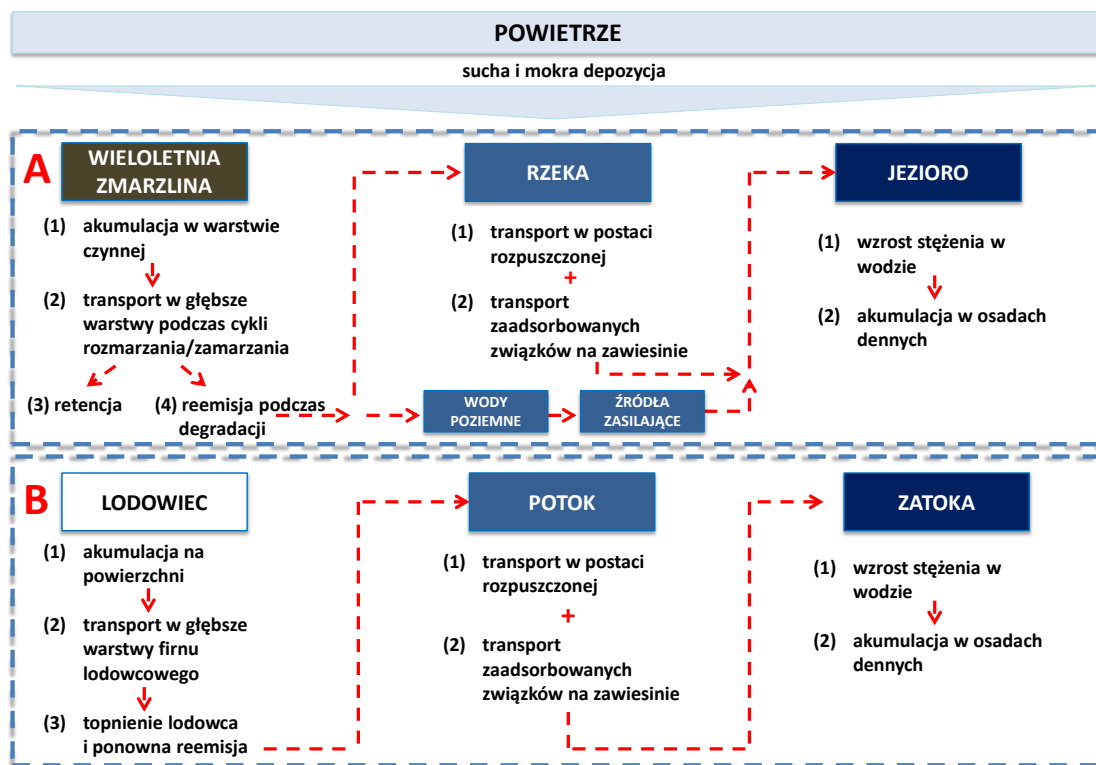 POWIETRZE
sucha i mokra depozycja
A
WIELOLETNIA
ZMARZLINA
(1) akumulacja w warstwie
czynnej
(2) transport w głębsze
warstwy podczas cykli
rozmarzania/zamarzania
(3) retencja
(4) reemisja podczas
degradacji
RZEKA
(1) transport w postaci
rozpuszczonej
+
(2) transport
zaadsorbowanych
związków na zawiesinie
WODY
POZIEMNE
ŹRÓDŁA
ZASILAJĄCE
JEZIORO
(1) wzrost stężenia w
wodzie
(2) akumulacja w osadach
dennych
B
LODOWIEC
(1) akumulacja na
powierzchni
(2) transport w głębsze
warstwy firnu
lodowcowego
(3) topnienie lodowca
i ponowna reemisja
POTOK
(1) transport w postaci
rozpuszczonej
+
(2) transport
zaadsorbowanych
związków na zawiesinie
ZATOKA
(1) wzrost stężenia w
wodzie
(2) akumulacja w osadach
dennych